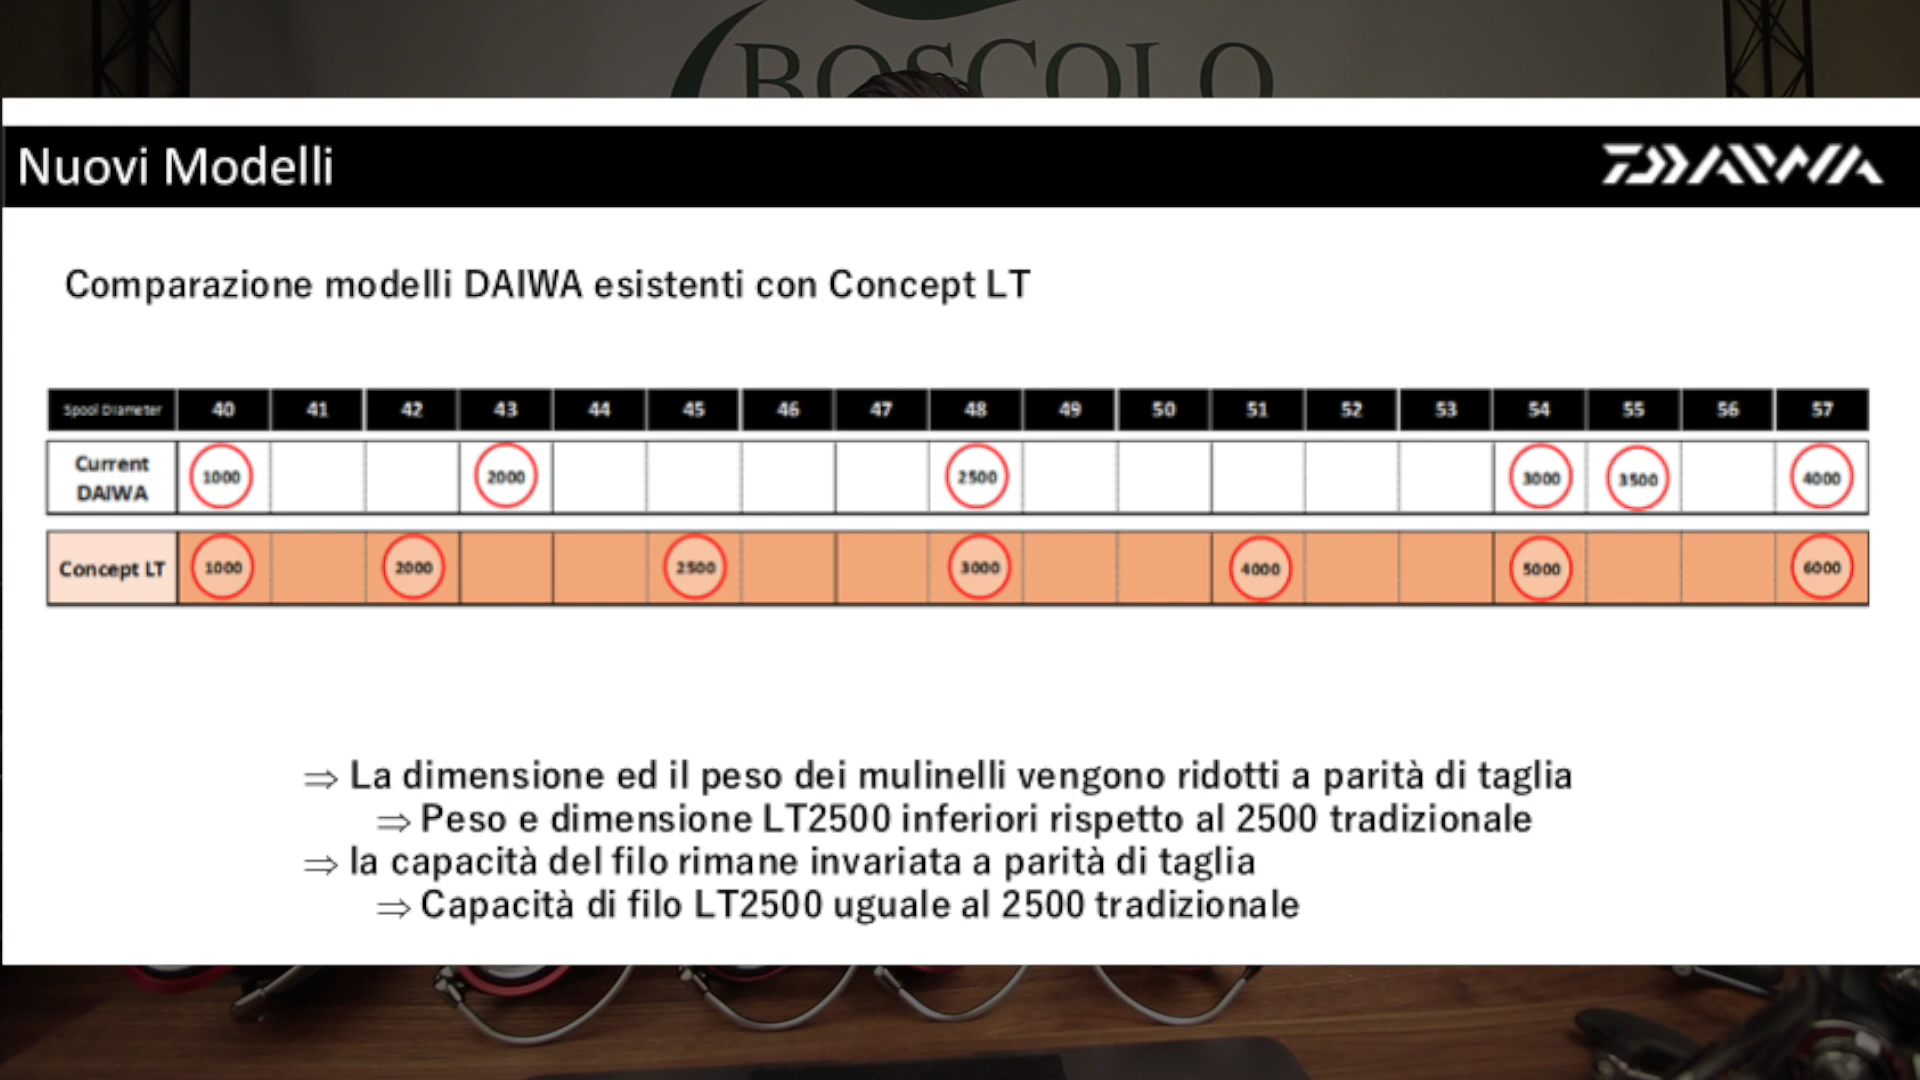 BOSCOLO
Nuovi Modelli
DAIWA
Comparazione modelli DAIWA esistenti con Concept LT
Spool Diameter 40 41 42 43 44 45 46 47 48 49 50 51 52 53 54 55 56 57
Current DAIWA 1000 2000 2500 3000 3500 4000
Concept LT 1000 2000 2500 3000 4000 5000 6000
⇒ La dimensione ed il peso dei mulinelli vengono ridotti a parità di taglia
⇒ Peso e dimensione LT2500 inferiori rispetto al 2500 tradizionale
⇒ la capacità del filo rimane invariata a parità di taglia
⇒ Capacità di filo LT2500 uguale al 2500 tradizionale